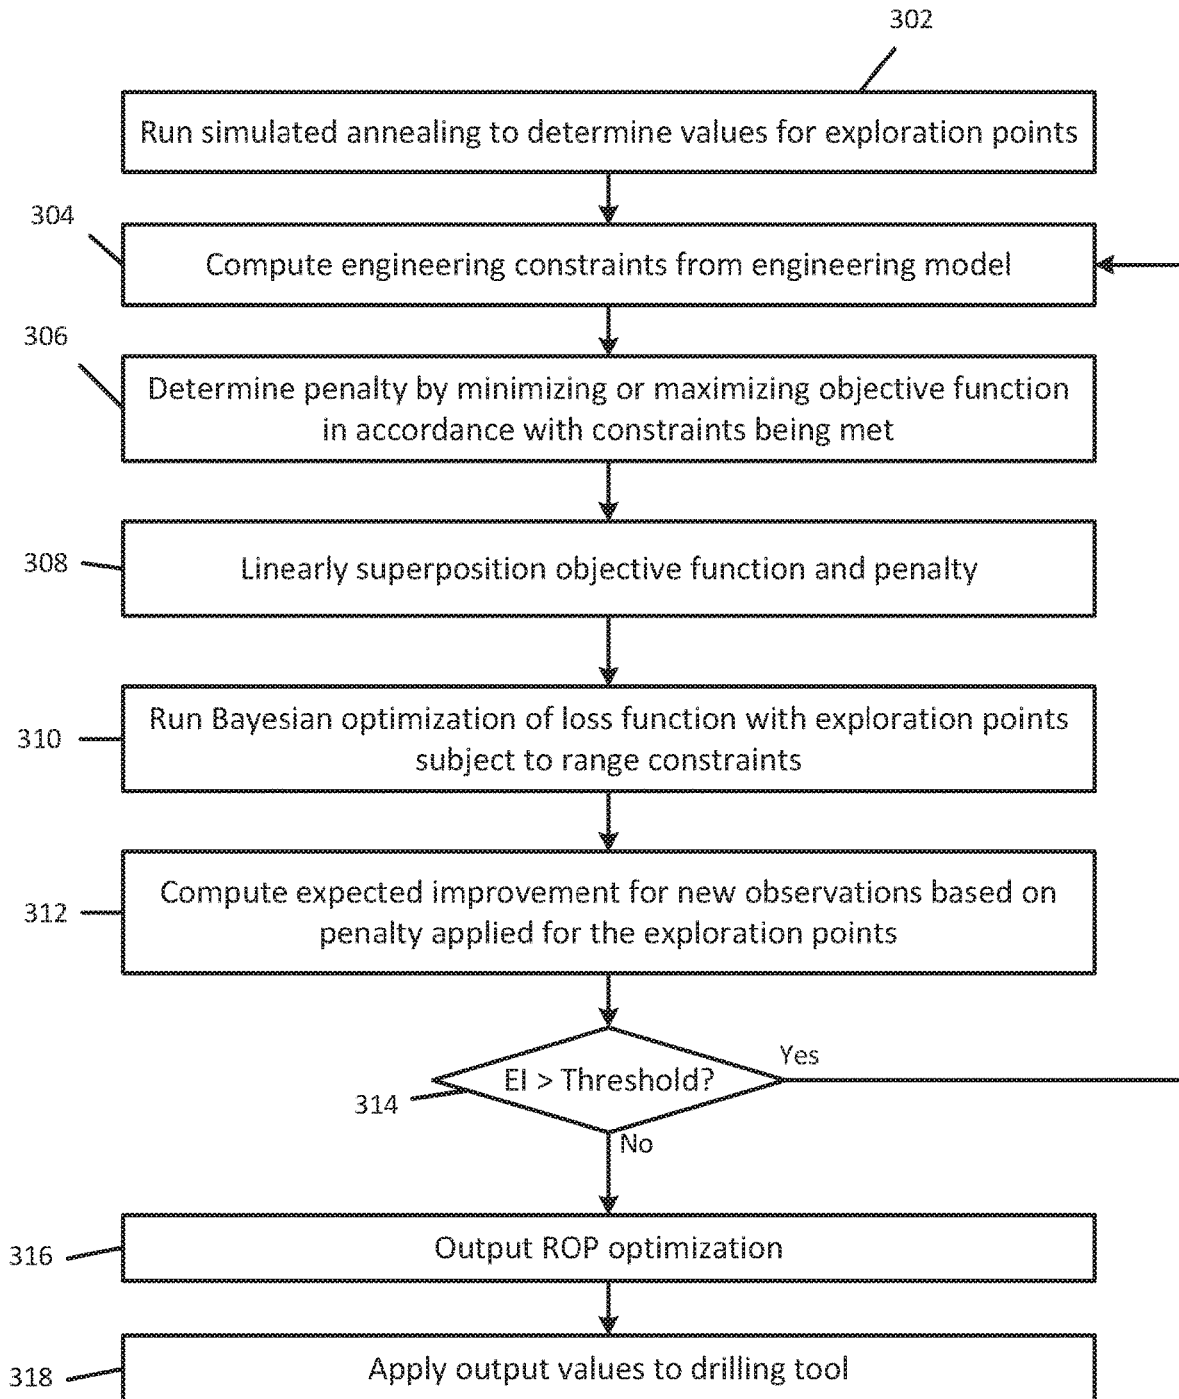 302
Run simulated annealing to determine values for exploration points
304
Compute engineering constraints from engineering model
306
Determine penalty by minimizing or maximizing objective function
in accordance with constraints being met
308
Linearly superposition objective function and penalty
310
Run Bayesian optimization of loss function with exploration points
subject to range constraints
312
Compute expected improvement for new observations based on
penalty applied for the exploration points
314
EI > Threshold?
Yes
No
316
Output ROP optimization
318
Apply output values to drilling tool